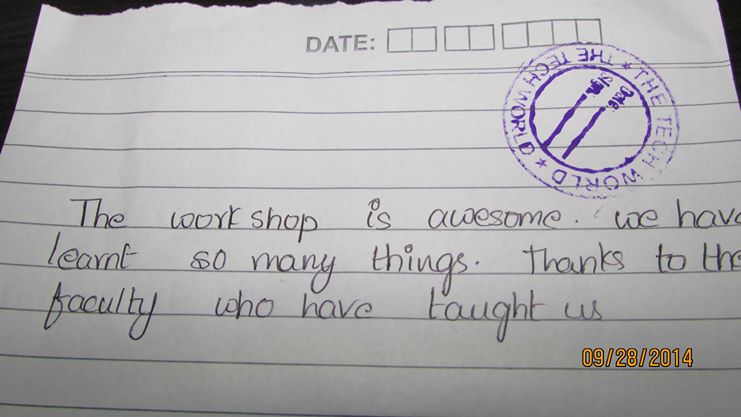 DATE:
THE TECH WORLD ★ THE TECH WORLD ★
Date:
Sign:
The workshop is awesome. we have
learnt so many things. Thanks to the
faculty who have taught us
09/28/2014